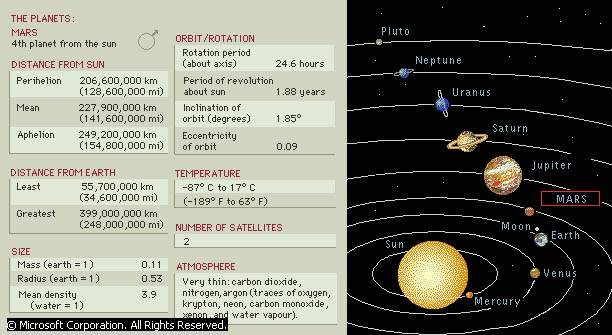 THE PLANETS:
MARS
4th planet from the sun
DISTANCE FROM SUN
Perihelion 206,600,000 km
(128,600,000 mi)
Mean 227,900,000 km
(141,600,000 mi)
Aphelion 249,200,000 km
(154,800,000 mi)
DISTANCE FROM EARTH
Least 55,700,000 km
(34,600,000 mi)
Greatest 399,000,000 km
(248,000,000 mi)
SIZE
Mass (earth = 1) 0.11
Radius (earth = 1) 0.53
Mean density 3.9
(water = 1)
© Microsoft Corporation. All Rights Reserved.
ORBIT/ROTATION
Rotation period
(about axis) 24.6 hours
Period of revolution
about sun 1.88 years
Inclination of
orbit (degrees) 1.85°
Eccentricity
of orbit 0.09
TEMPERATURE
-87° C to 17° C
(-189° F to 63° F)
NUMBER OF SATELLITES
2
ATMOSPHERE
Very thin: carbon dioxide,
nitrogen, argon (traces of oxygen,
krypton, neon, carbon monoxide,
xenon, and water vapour).
Pluto
Neptune
Uranus
Saturn
Jupiter
MARS
Moon
Earth
Sun
Venus
Mercury